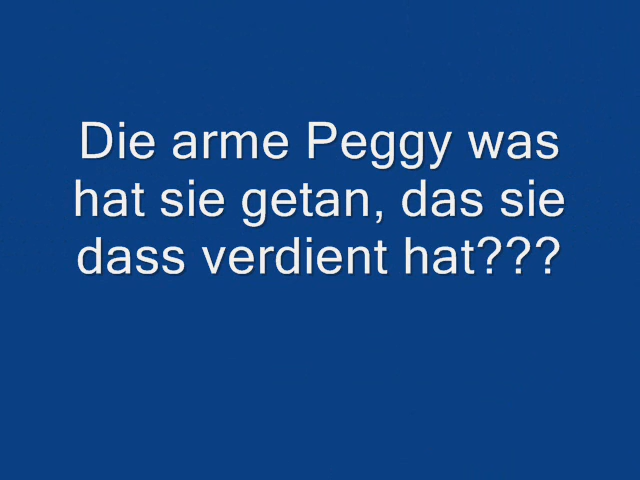 Die arme Peggy was
hat sie getan, das sie
dass verdient hat???